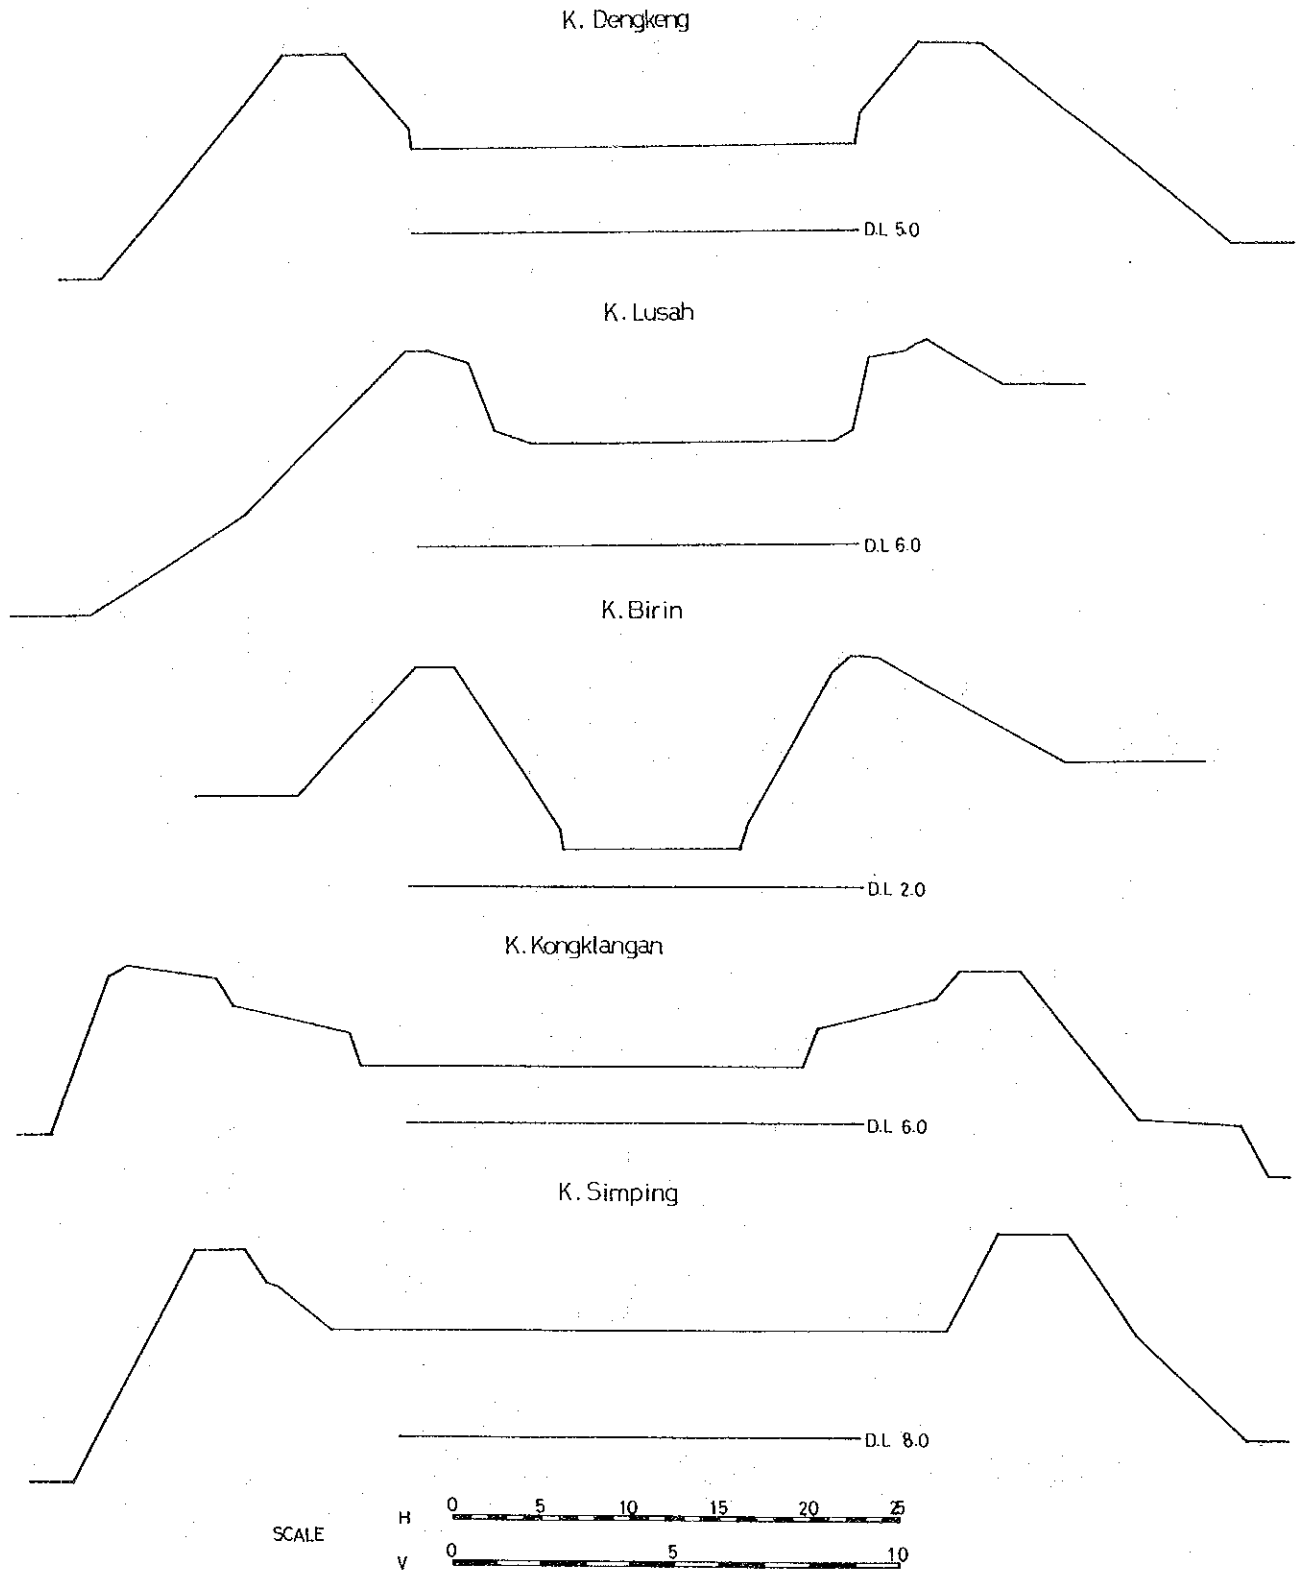 K. Dengkeng
D.L 5.0
K. Lusah
D.L 6.0
K. Birin
D.L 2.0
K. Kongklangan
D.L 6.0
K. Simping
D.L 8.0
SCALE
H 0 5 10 15 20 25
V 0 5 10